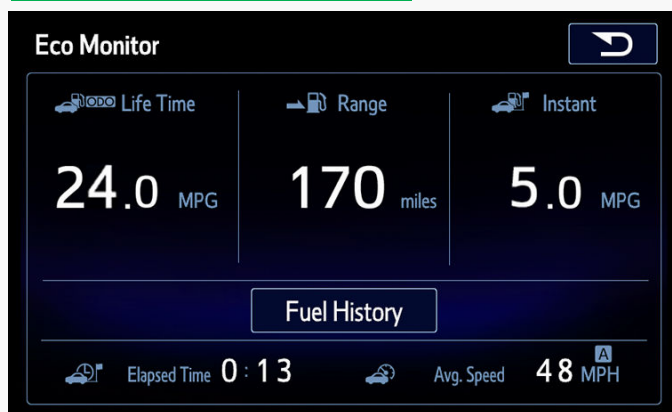 Eco Monitor
ODO Life Time
Range
Instant
24.0 MPG
170 miles
5.0 MPG
Fuel History
Elapsed Time 0:13
Avg. Speed
A
48 MPH